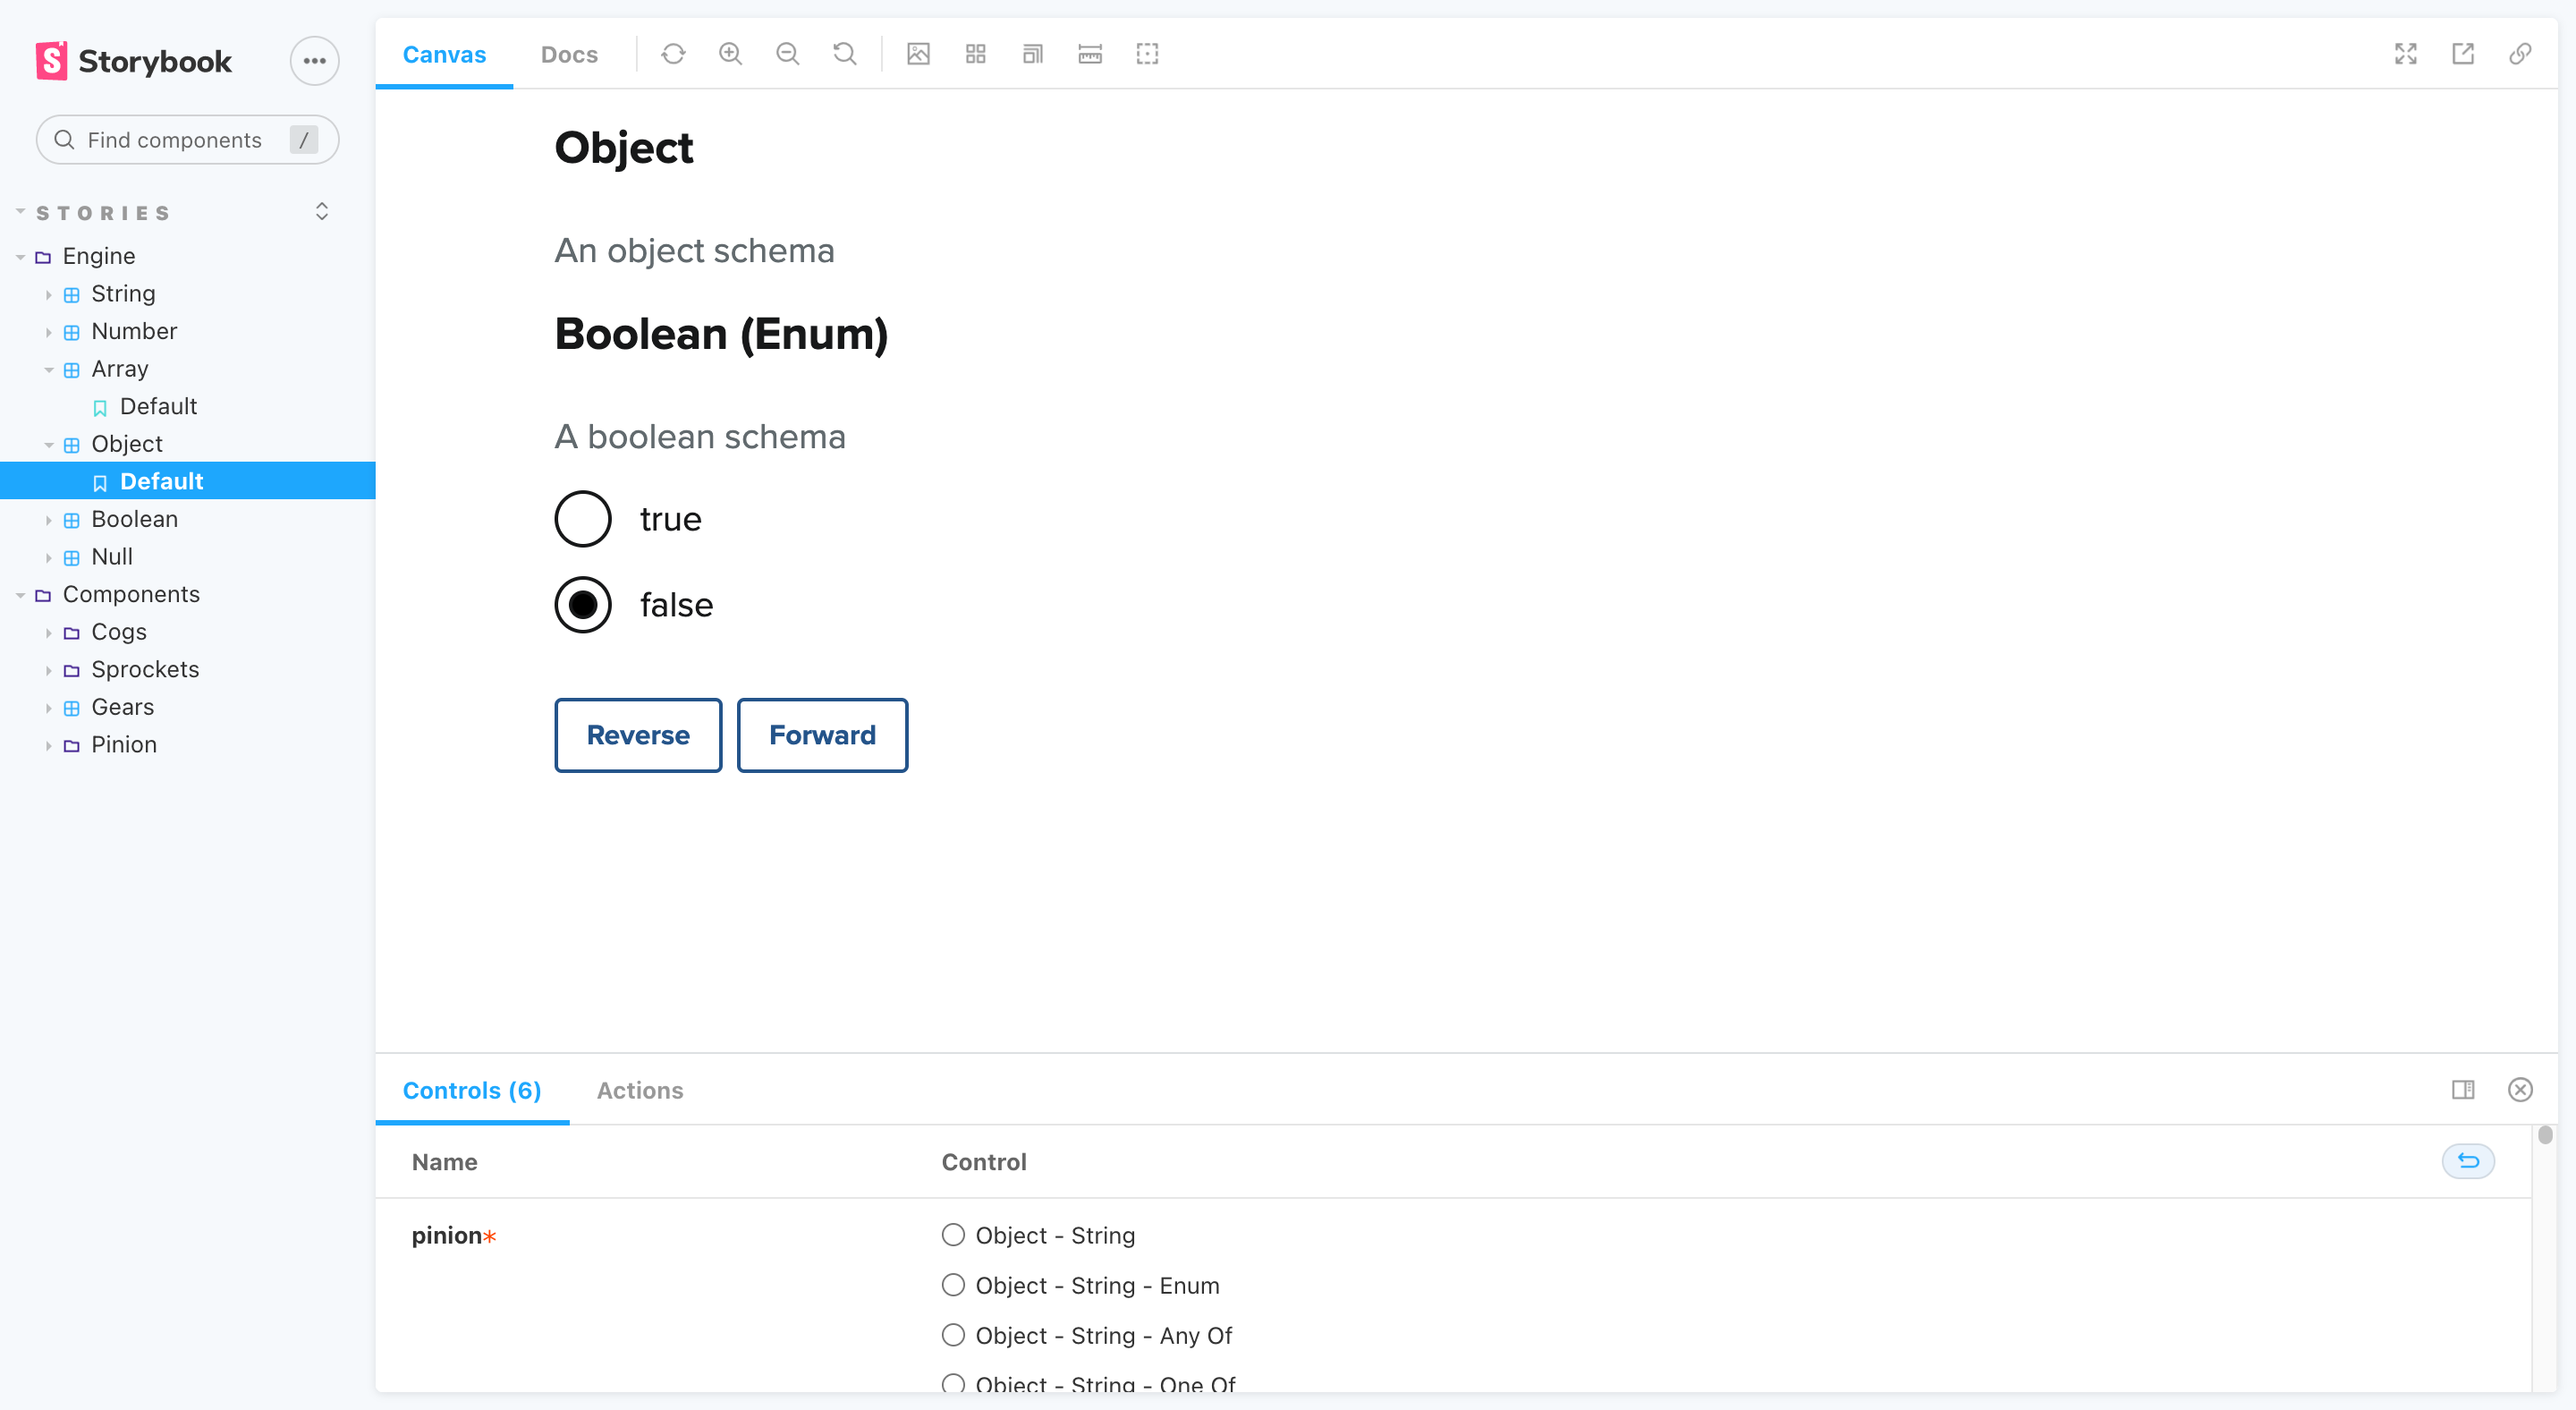 Storybook
Find components /
STORIES
Engine
String
Number
Array
Default
Object
Default
Boolean
Null
Components
Cogs
Sprockets
Gears
Pinion
Canvas Docs
Object
An object schema
Boolean (Enum)
A boolean schema
true
false
Reverse Forward
Controls (6) Actions
Name Control
pinion* Object - String
Object - String - Enum
Object - String - Any Of
Object - String - One Of